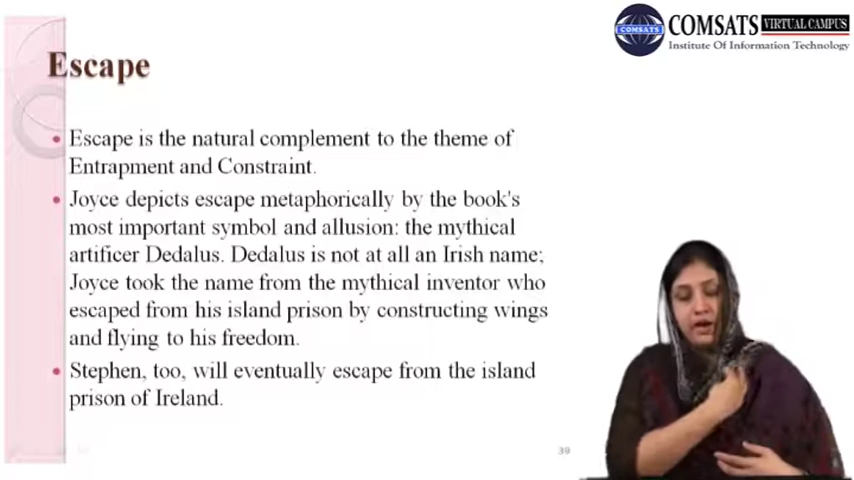 COMSATS VIRTUAL CAMPUS
COMSATS
Institute Of Information Technology
Escape
Escape is the natural complement to the theme of
Entrapment and Constraint.
Joyce depicts escape metaphorically by the book's
most important symbol and allusion: the mythical
artificer Dedalus. Dedalus is not at all an Irish name;
Joyce took the name from the mythical inventor who
escaped from his island prison by constructing wings
and flying to his freedom.
Stephen, too, will eventually escape from the island
prison of Ireland.
39